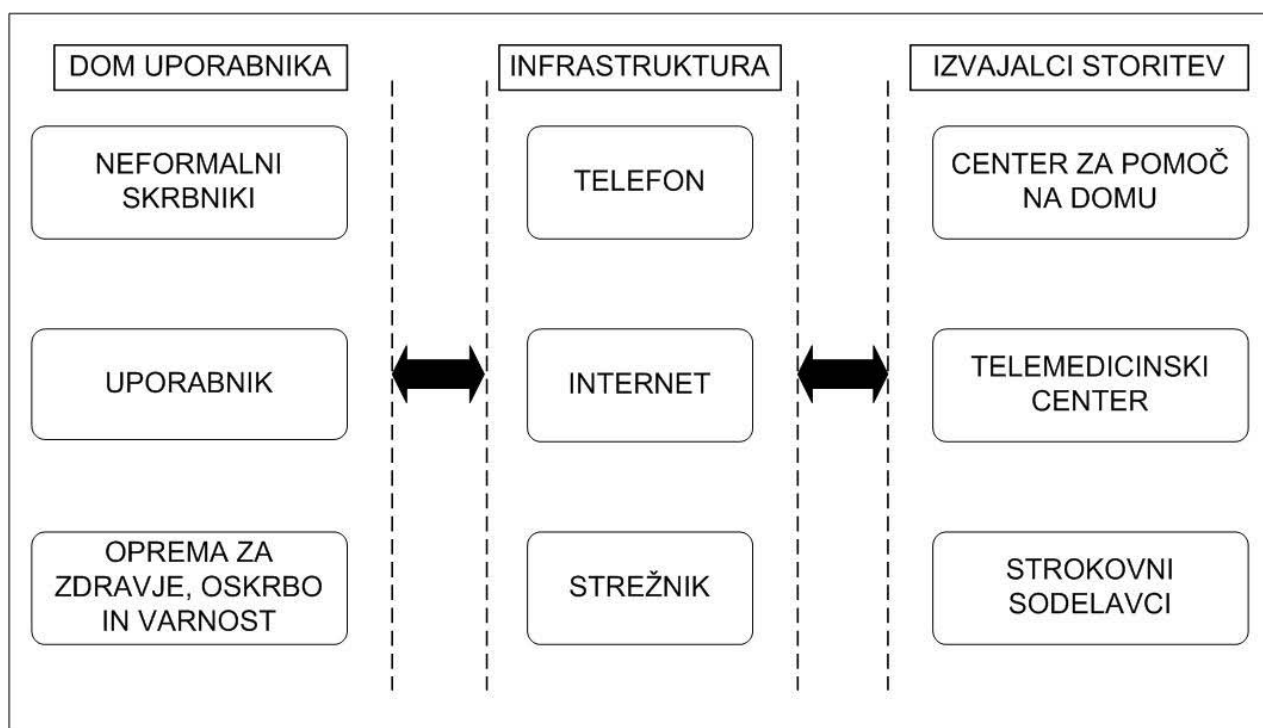 DOM UPORABNIKA
NEFORMALNI
SKRBNIKI
UPORABNIK
OPREMA ZA
ZDRAVJE, OSKRBO
IN VARNOST
INFRASTRUKTURA
TELEFON
INTERNET
STREŽNIK
IZVAJALCI STORITEV
CENTER ZA POMOČ
NA DOMU
TELEMEDICINSKI
CENTER
STROKOVNI
SODELAVCI